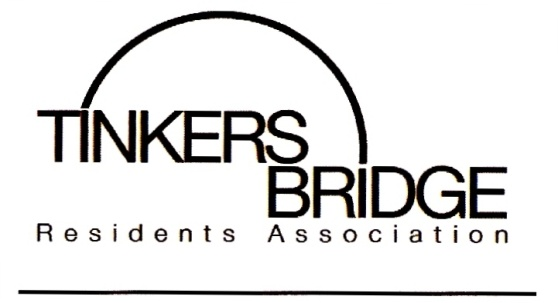 TINKERS
BRIDGE
Residents Association